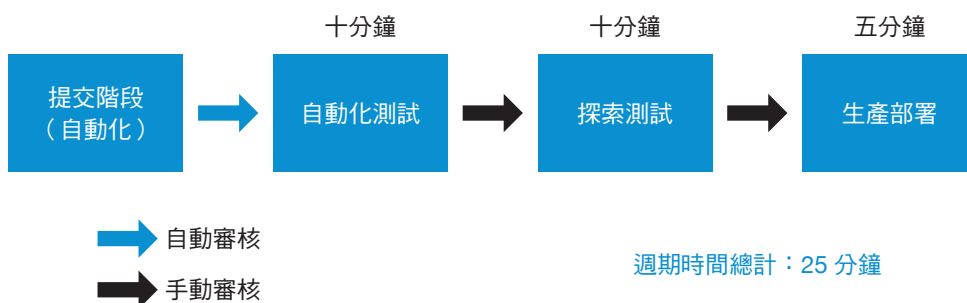 十分鐘
十分鐘
五分鐘
提交階段
（自動化）
自動化測試
探索測試
生產部署
自動審核
手動審核
週期時間總計：25 分鐘